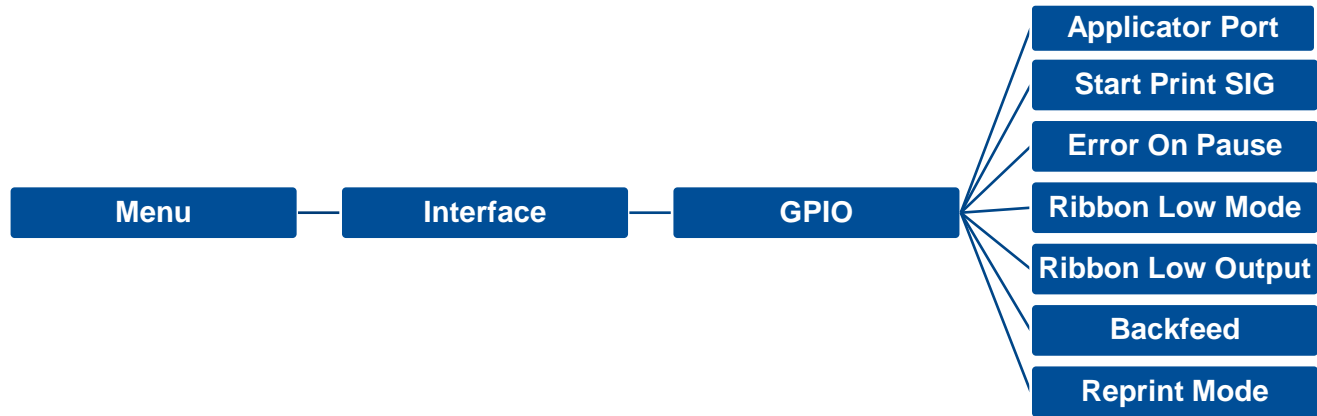 Menu
Interface
GPIO
Applicator Port
Start Print SIG
Error On Pause
Ribbon Low Mode
Ribbon Low Output
Backfeed
Reprint Mode